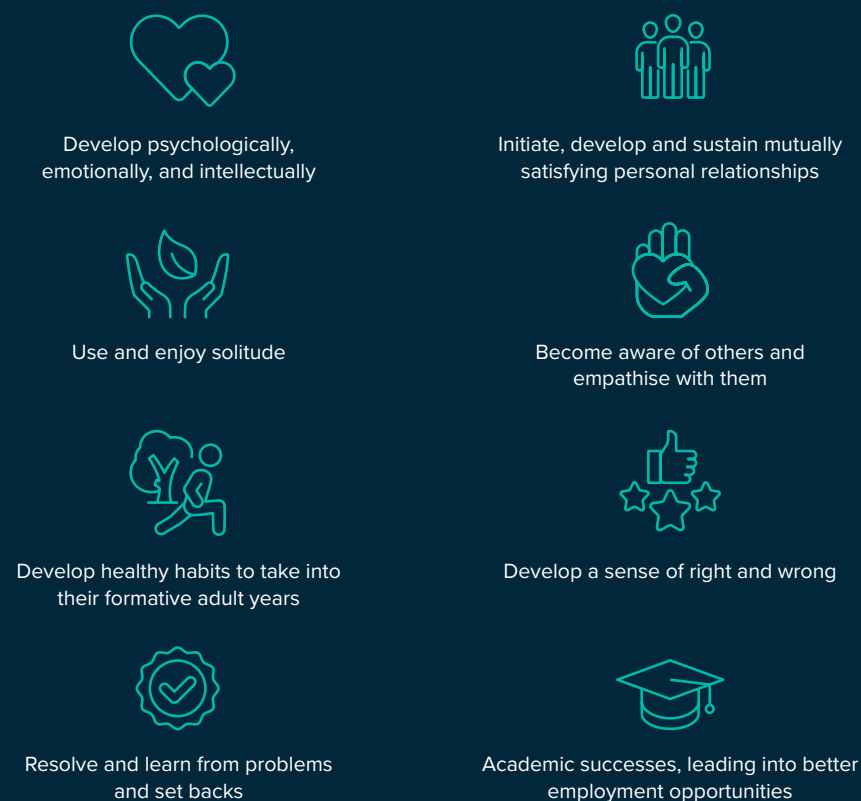 Develop psychologically,
emotionally, and intellectually
Initiate, develop and sustain mutually
satisfying personal relationships
Use and enjoy solitude
Become aware of others and
empathise with them
Develop healthy habits to take into
their formative adult years
Develop a sense of right and wrong
Resolve and learn from problems
and set backs
Academic successes, leading into better
employment opportunities